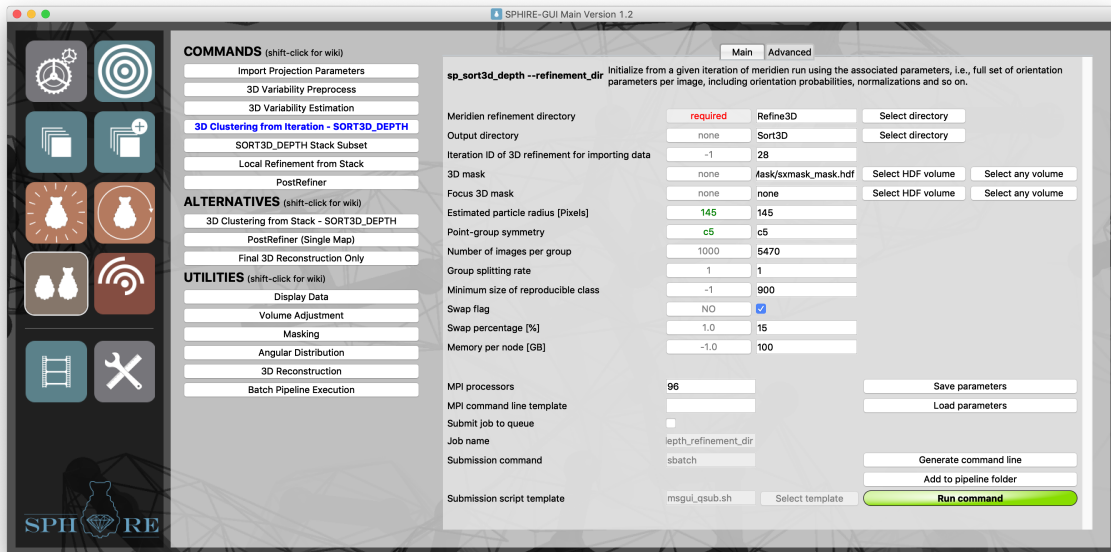 SPHIRE-GUI Main Version 1.2
COMMANDS (shift-click for wiki)
Import Projection Parameters
3D Variability Preprocess
3D Variability Estimation
3D Clustering from Iteration - SORT3D_DEPTH
SORT3D_DEPTH Stack Subset
Local Refinement from Stack
PostRefiner
ALTERNATIVES (shift-click for wiki)
3D Clustering from Stack - SORT3D_DEPTH
PostRefiner (Single Map)
Final 3D Reconstruction Only
UTILITIES (shift-click for wiki)
Display Data
Volume Adjustment
Masking
Angular Distribution
3D Reconstruction
Batch Pipeline Execution
SPHIRE
Main Advanced
sp_sort3d_depth --refinement_dir Initialize from a given iteration of meridien run using the associated parameters, i.e., full set of orientation
parameters per image, including orientation probabilities, normalizations and so on.
Meridien refinement directory required Refine3D Select directory
Output directory none Sort3D Select directory
Iteration ID of 3D refinement for importing data -1 28
3D mask none Mask/sxmask_mask.hdf Select HDF volume Select any volume
Focus 3D mask none none Select HDF volume Select any volume
Estimated particle radius [Pixels] 145 145
Point-group symmetry c5 c5
Number of images per group 1000 5470
Group splitting rate 1 1
Minimum size of reproducible class -1 900
Swap flag NO
Swap percentage [%] 1.0 15
Memory per node [GB] -1.0 100
MPI processors 96 Save parameters
MPI command line template Load parameters
Submit job to queue
Job name epth_refinement_dir
Submission command sbatch Generate command line
Add to pipeline folder
Submission script template msgui_qsub.sh Select template Run command